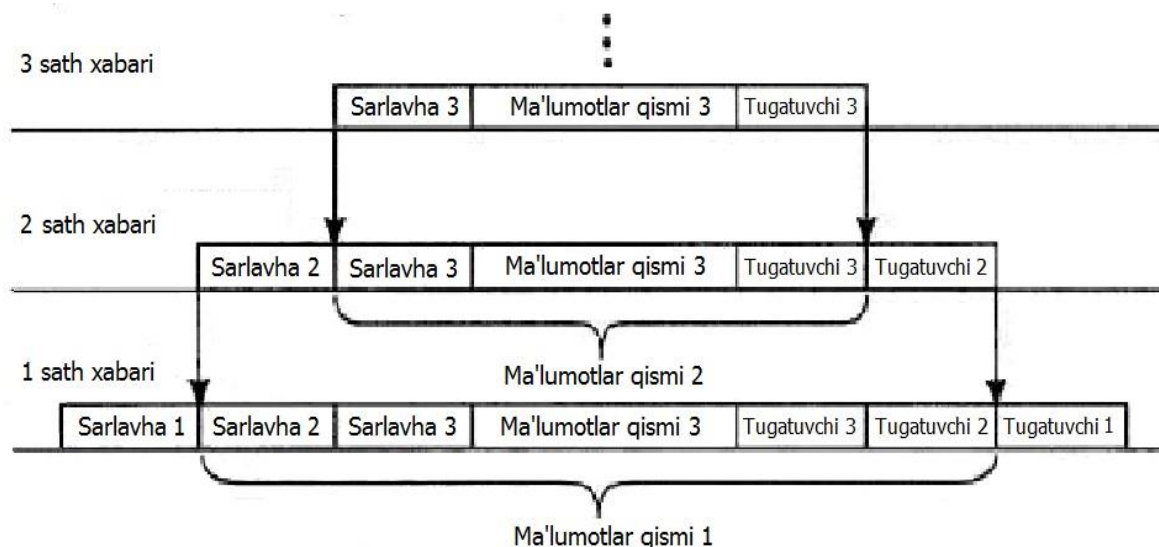 3 sath xabari
Sarlavha 3 Ma'lumotlar qismi 3 Tugatuvchi 3
2 sath xabari
Sarlavha 2 Sarlavha 3 Ma'lumotlar qismi 3 Tugatuvchi 3 Tugatuvchi 2
Ma'lumotlar qismi 2
1 sath xabari
Sarlavha 1 Sarlavha 2 Sarlavha 3 Ma'lumotlar qismi 3 Tugatuvchi 3 Tugatuvchi 2 Tugatuvchi 1
Ma'lumotlar qismi 1